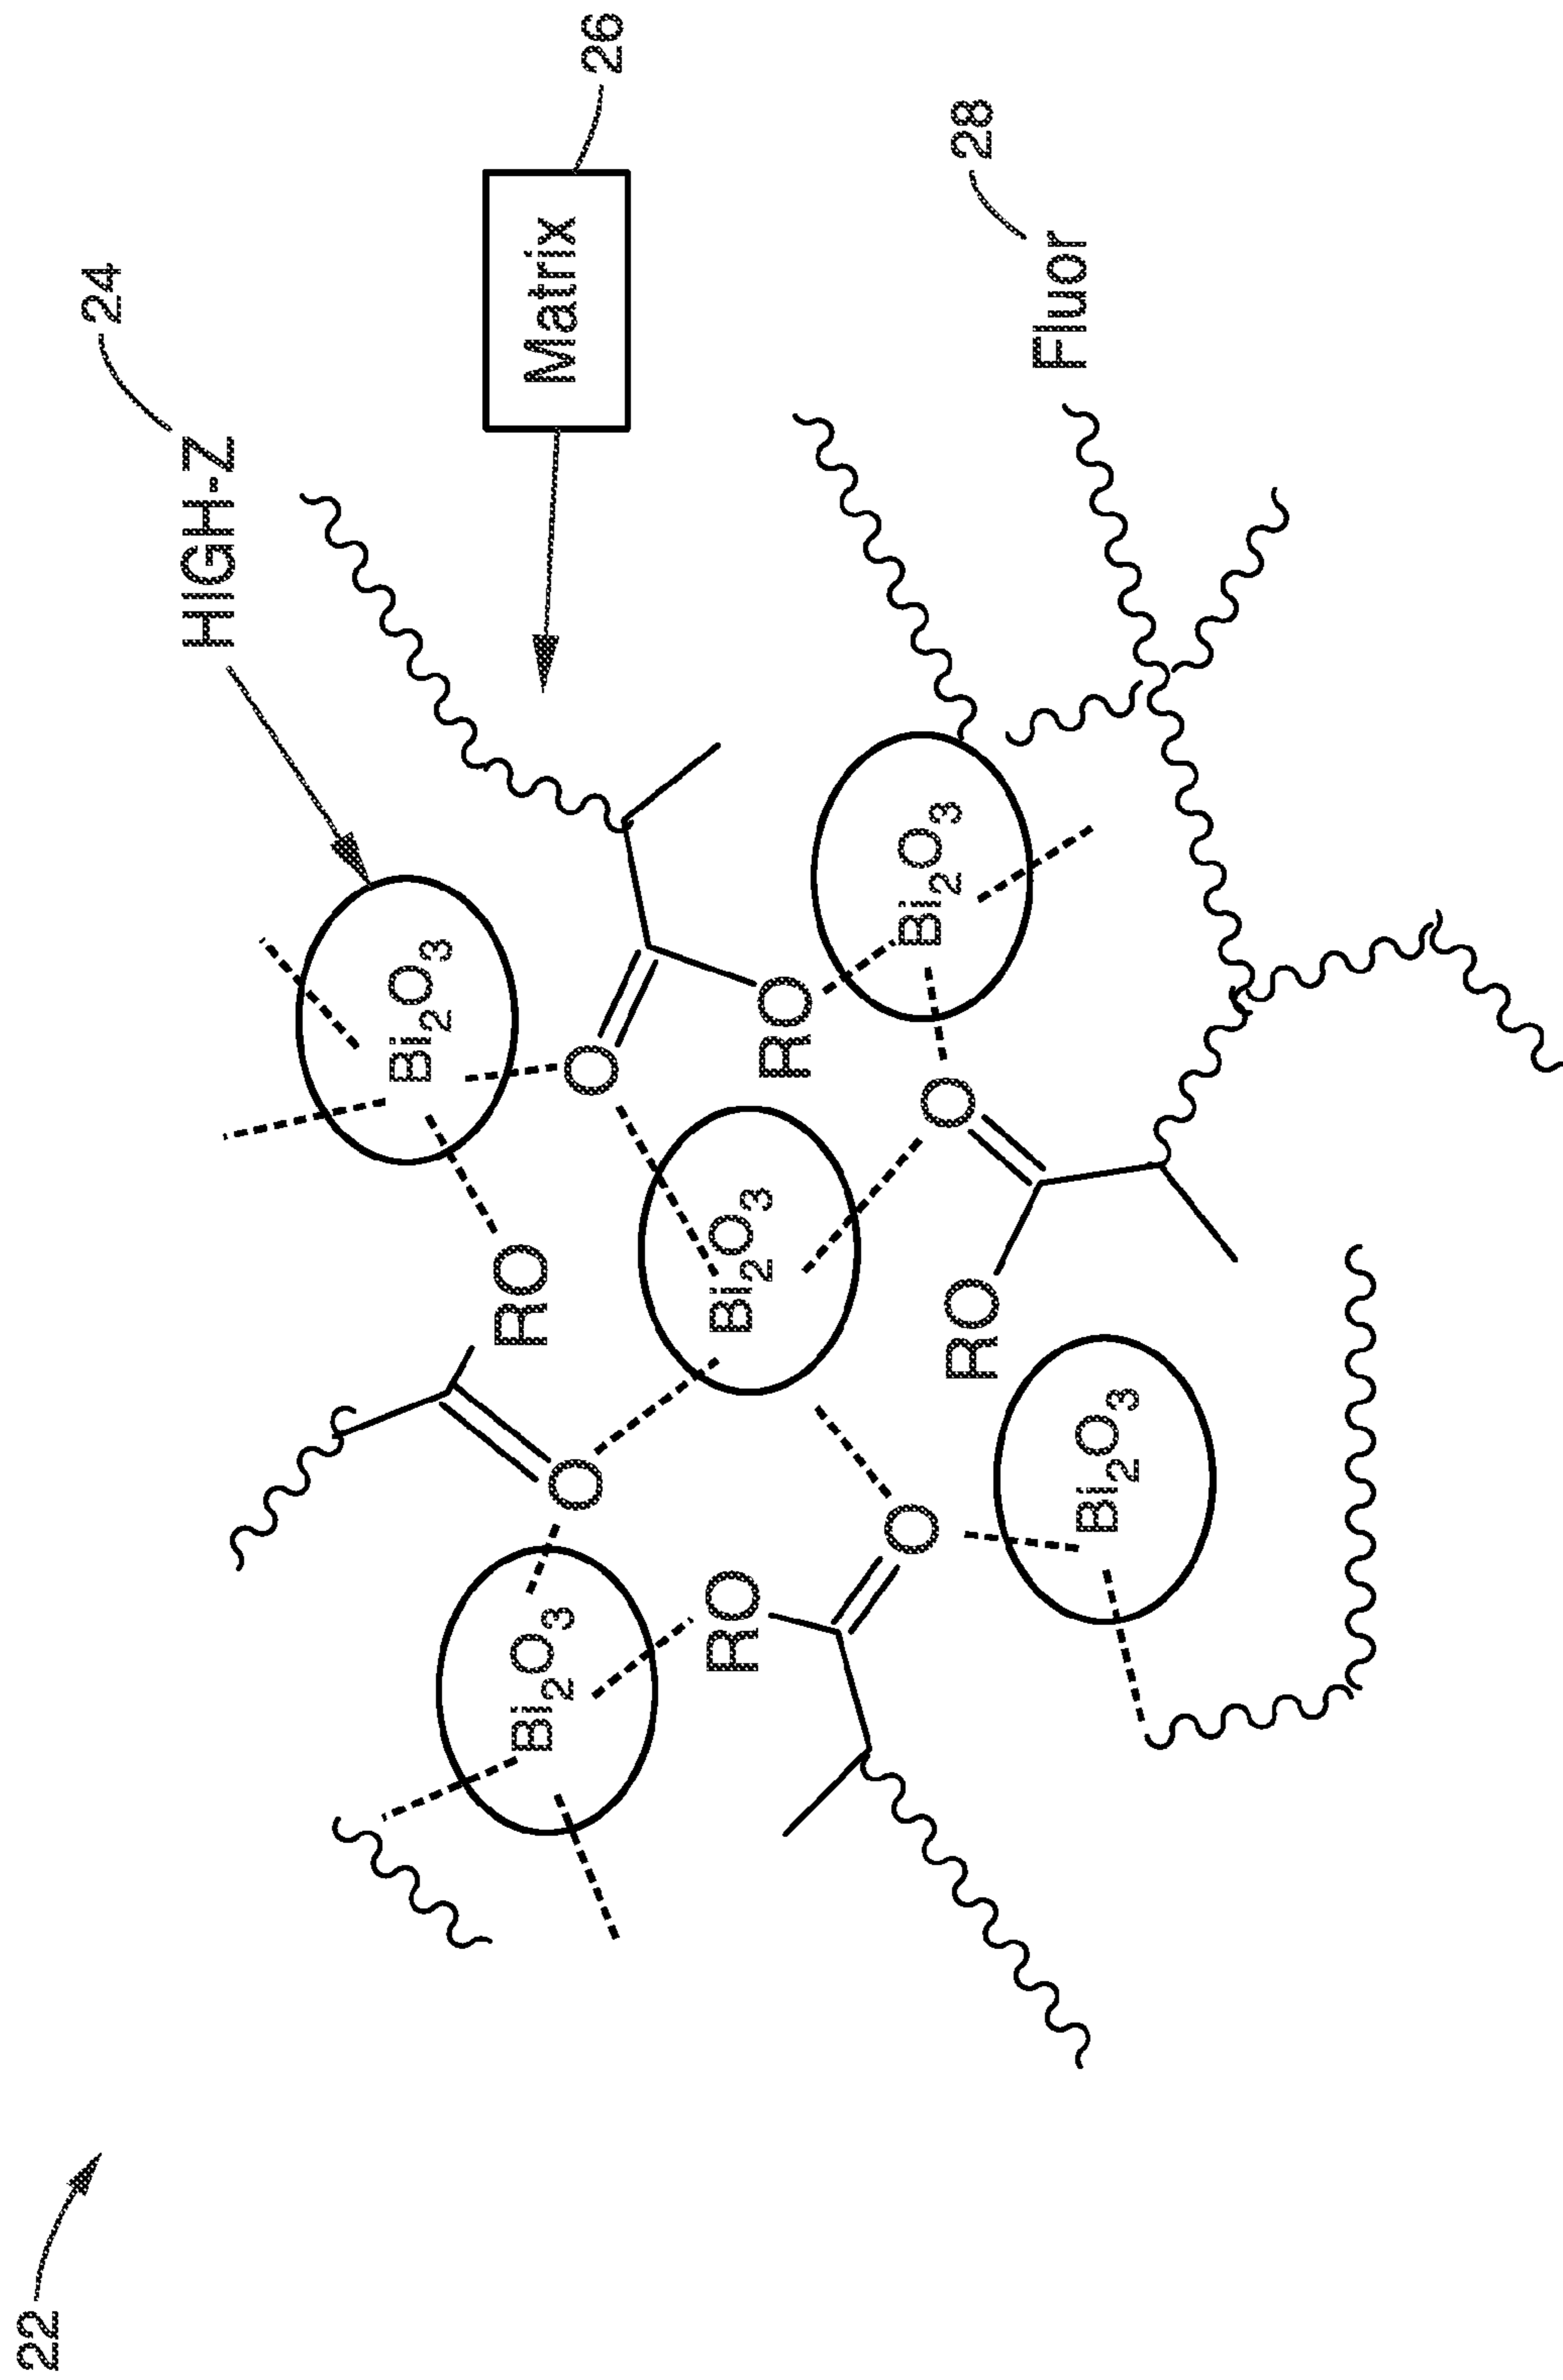 22
24
HIGH-Z
Bi₂O₃
RO
Bi₂O₃
O
O
Matrix
26
RO
Bi₂O₃
RO
O
RO
O
Bi₂O₃
28
Fluor
Bi₂O₃